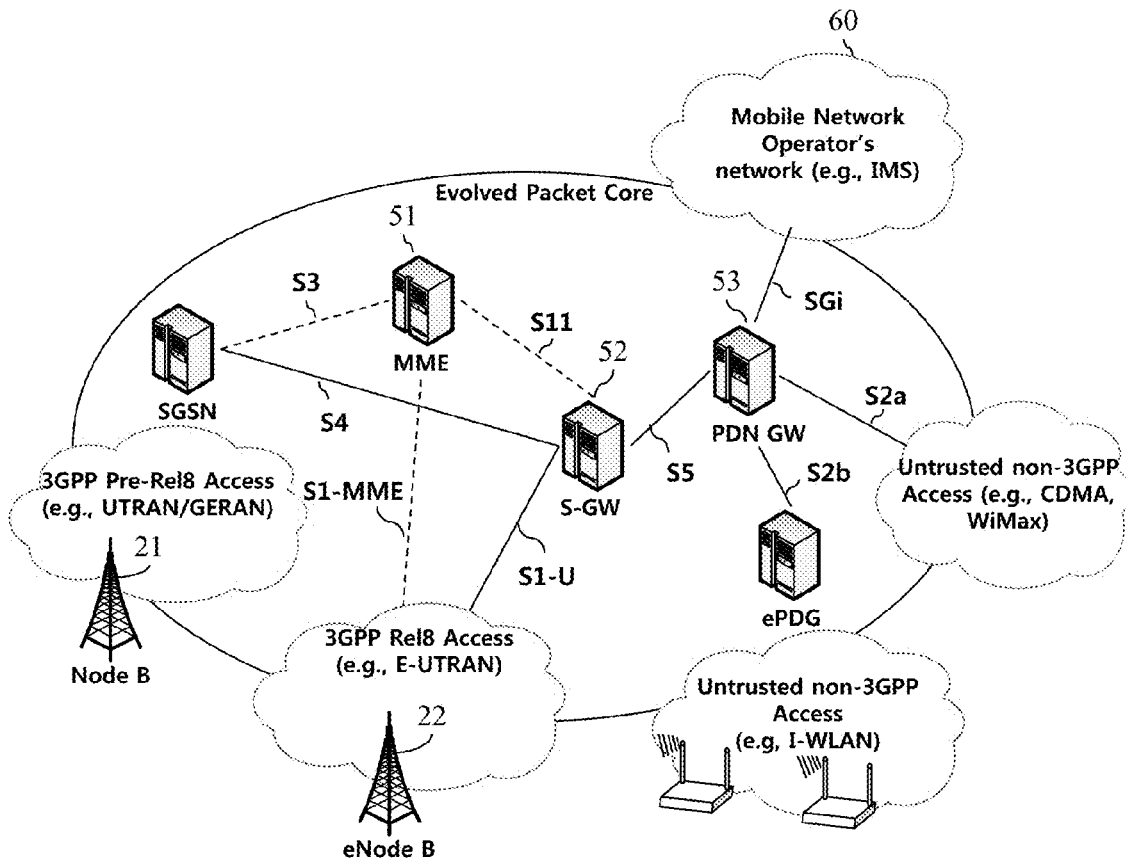 60
Mobile Network
Operator's
network (e.g., IMS)
Evolved Packet Core
51
53
S3
SGi
S11
52
MME
SGSN
S4
S2a
PDN GW
S5
S2b
3GPP Pre-Rel8 Access
(e.g., UTRAN/GERAN)
S1-MME
S-GW
Untrusted non-3GPP
Access (e.g., CDMA,
WiMax)
21
S1-U
ePDG
3GPP Rel8 Access
(e.g., E-UTRAN)
Node B
Untrusted non-3GPP
Access
(e.g, I-WLAN)
22
eNode B